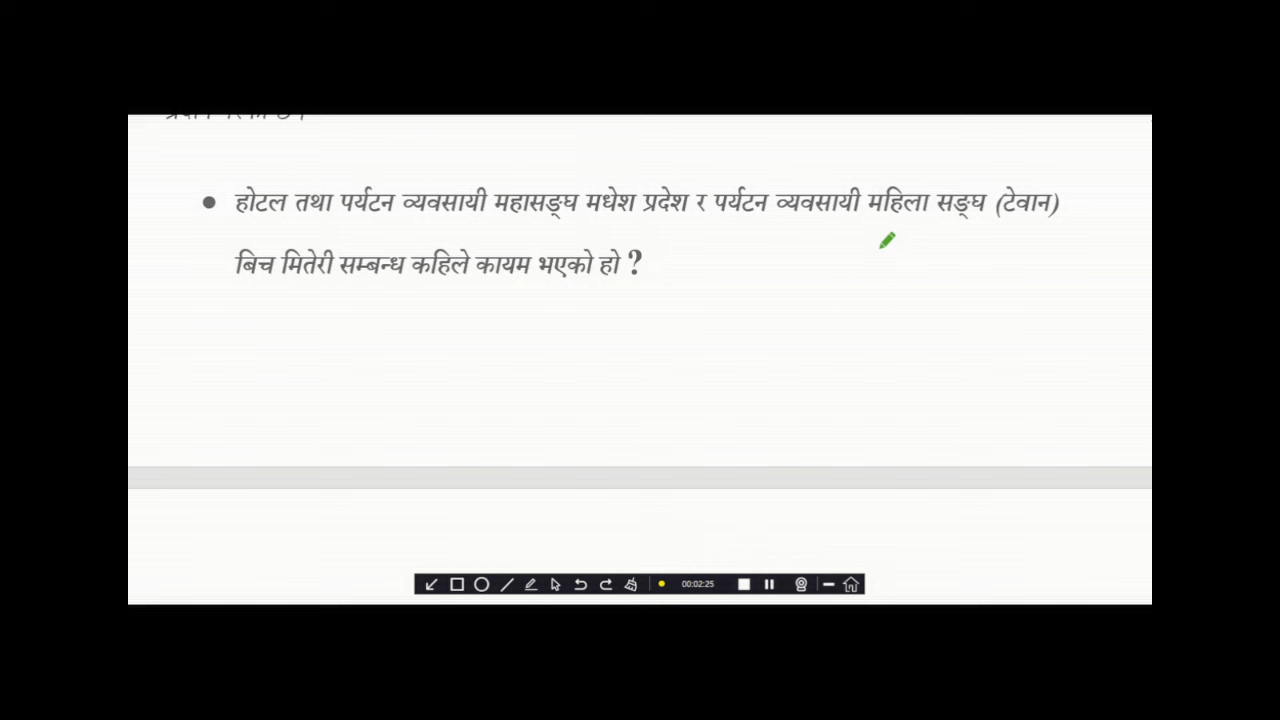 होटल तथा पर्यटन व्यवसायी महासङ्घ मधेश प्रदेश र पर्यटन व्यवसायी महिला सङ्घ (टेवान)
बिच मितेरी सम्बन्ध कहिले कायम भएको हो ?
00:02:25